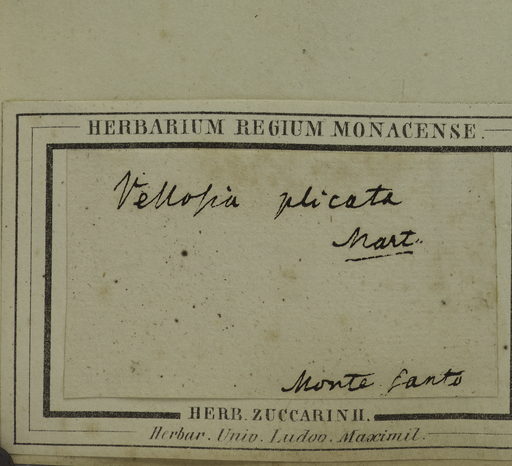 HERBARIUM REGIUM MONACENSE.
Vellosia plicata
Mart.
Monte Santo
HERB. ZUCCARINII.
Herbar. Univ. Ludov. Maximil.